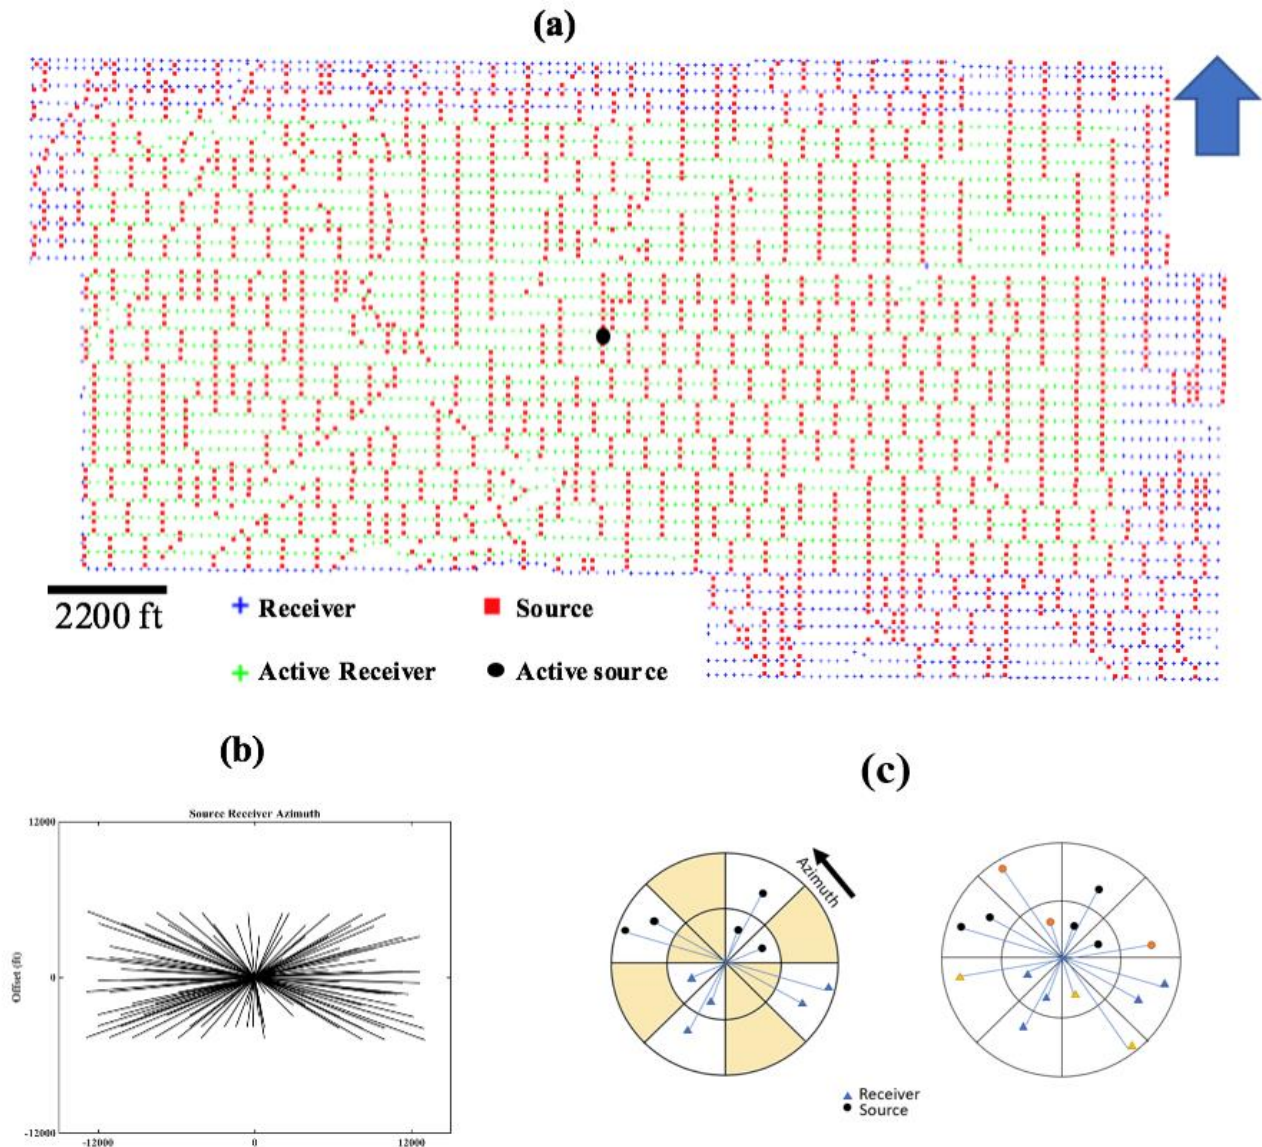 (a)
2200 ft
Receiver
Source
Active Receiver
Active source
(b)
(c)
Source Receiver Azimuth
12000
Offset (ft)
0
-12000
-12000
0
12000
Azimuth
Receiver
Source